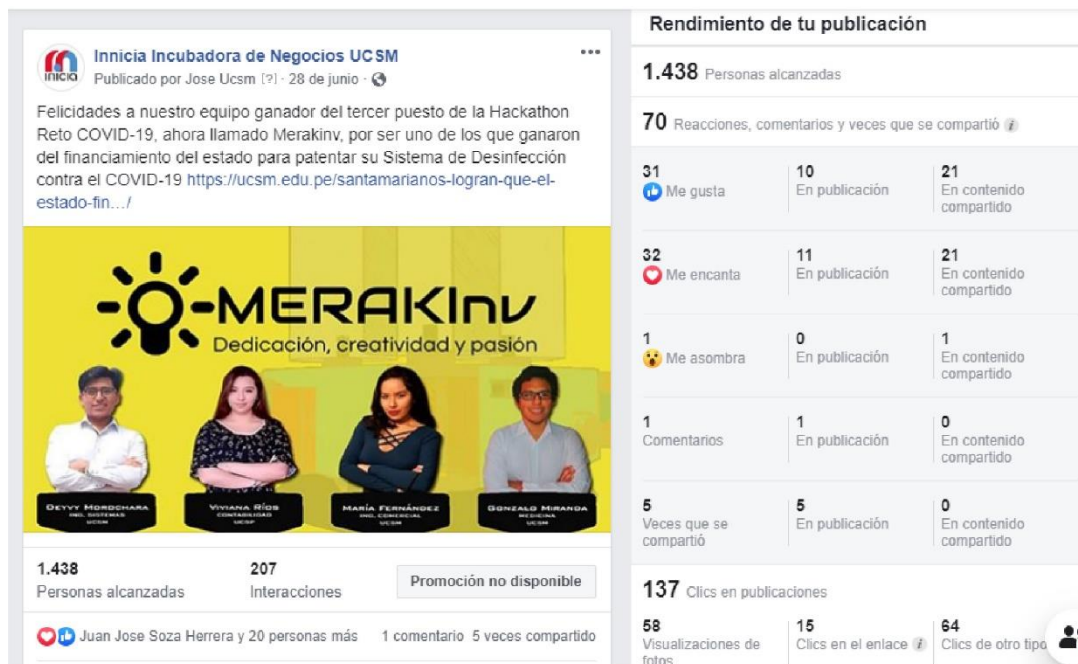 Innicia Incubadora de Negocios UCSM
INICIO
Publicado por Jose Ucsm [?] · 28 de junio ·
Felicidades a nuestro equipo ganador del tercer puesto de la Hackathon
Reto COVID-19, ahora llamado Merakinv, por ser uno de los que ganaron
del financiamiento del estado para patentar su Sistema de Desinfección
contra el COVID-19 https://ucsm.edu.pe/santamarianos-logran-que-el-
estado-fin.../
MERAKInv
Dedicación, creatividad y pasión
DEYVY MOROCHARA
ING. SISTEMAS
UCSM
VIVIANA RÍOS
CONTABILIDAD
UCSP
MARÍA FERNÁNDEZ
ING. COMERCIAL
UCSM
GONZALO MIRANDA
MEDICINA
UCSM
1.438
Personas alcanzadas
207
Interacciones
Promoción no disponible
Juan Jose Soza Herrera y 20 personas más
1 comentario 5 veces compartido
Rendimiento de tu publicación
1.438 Personas alcanzadas
70 Reacciones, comentarios y veces que se compartió
31
Me gusta
10
En publicación
21
En contenido
compartido
32
Me encanta
11
En publicación
21
En contenido
compartido
1
Me asombra
0
En publicación
1
En contenido
compartido
1
Comentarios
1
En publicación
0
En contenido
compartido
5
Veces que se
compartió
5
En publicación
0
En contenido
compartido
137 Clics en publicaciones
58
Visualizaciones de
fotos
15
Clics en el enlace
64
Clics de otro tipo